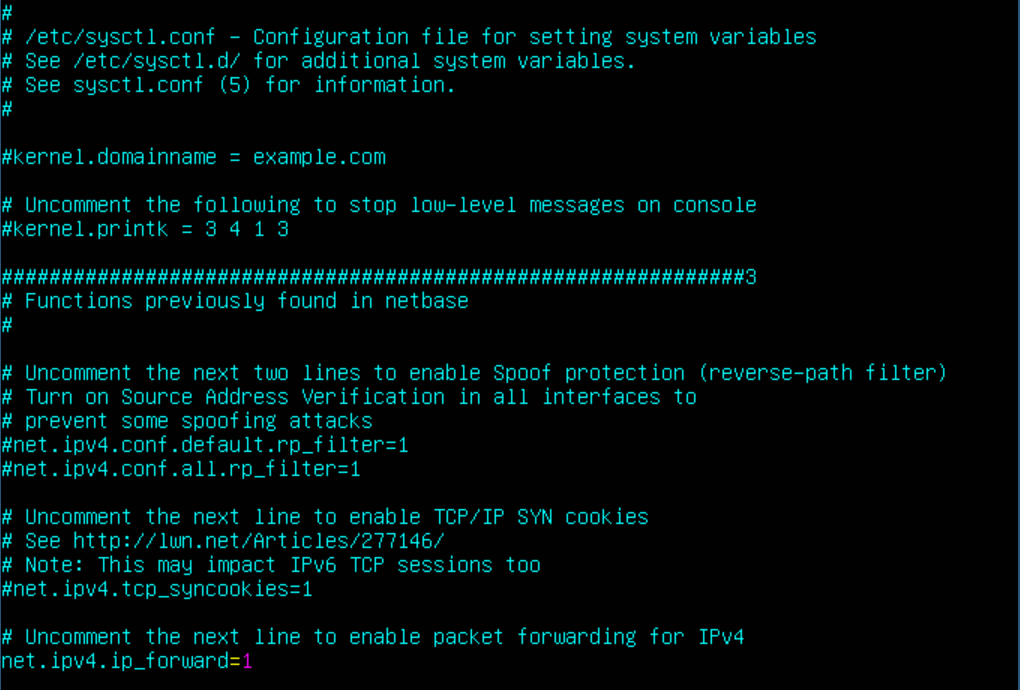 #
# /etc/sysctl.conf - Configuration file for setting system variables
# See /etc/sysctl.d/ for additional system variables.
# See sysctl.conf (5) for information.
#
#kernel.domainname = example.com
# Uncomment the following to stop low-level messages on console
#kernel.printk = 3 4 1 3
##############################################################3
# Functions previously found in netbase
#
# Uncomment the next two lines to enable Spoof protection (reverse-path filter)
# Turn on Source Address Verification in all interfaces to
# prevent some spoofing attacks
#net.ipv4.conf.default.rp_filter=1
#net.ipv4.conf.all.rp_filter=1
# Uncomment the next line to enable TCP/IP SYN cookies
# See http://lwn.net/Articles/277146/
# Note: This may impact IPv6 TCP sessions too
#net.ipv4.tcp_syncookies=1
# Uncomment the next line to enable packet forwarding for IPv4
net.ipv4.ip_forward=1